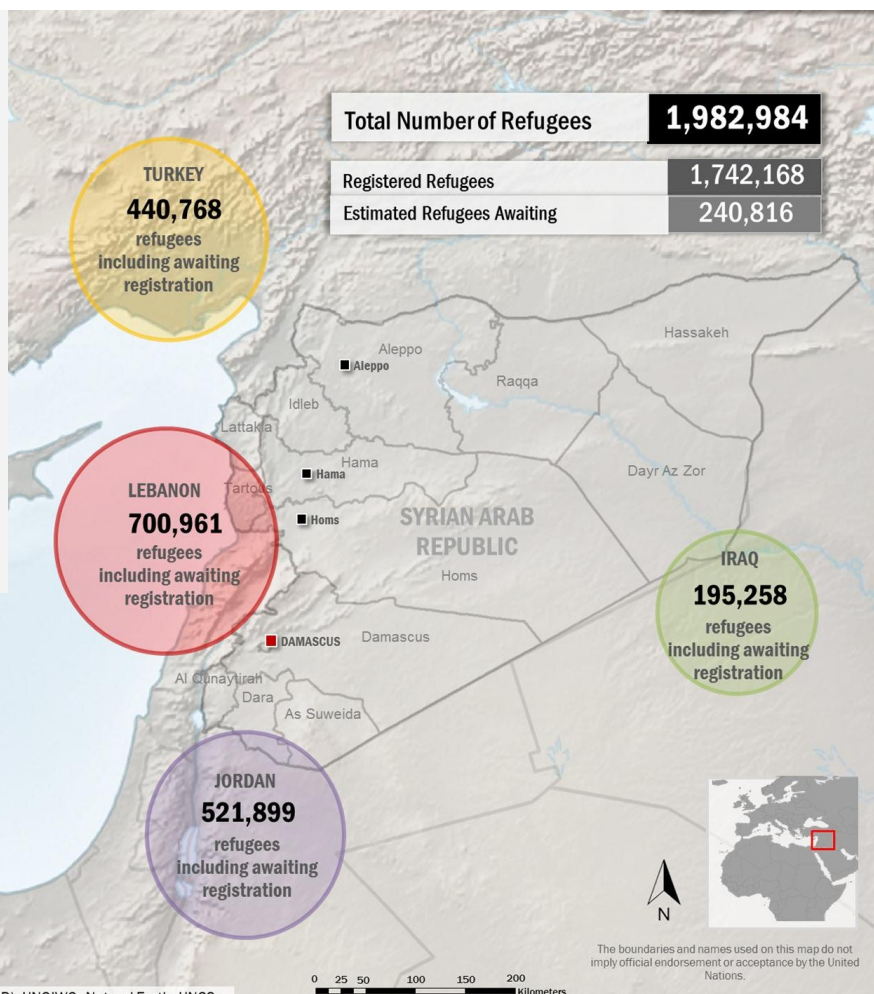 Total Number of Refugees 1,982,984
Registered Refugees 1,742,168
Estimated Refugees Awaiting 240,816
TURKEY
440,768
refugees
including awaiting
registration
Hassakeh
Aleppo
Aleppo
Raqqa
Idleb
Lattakia
Hama
Hama
Dayr Az Zor
Tartous
LEBANON
700,961
refugees
including awaiting
registration
Homs
SYRIAN ARAB
REPUBLIC
Homs
IRAQ
195,258
refugees
including awaiting
registration
DAMASCUS
Damascus
Al Qunaytirah
Dara
As Suweida
JORDAN
521,899
refugees
including awaiting
registration
N
The boundaries and names used on this map do not
imply official endorsement or acceptance by the United
Nations.
0 25 50 100 150 200
Kilometers